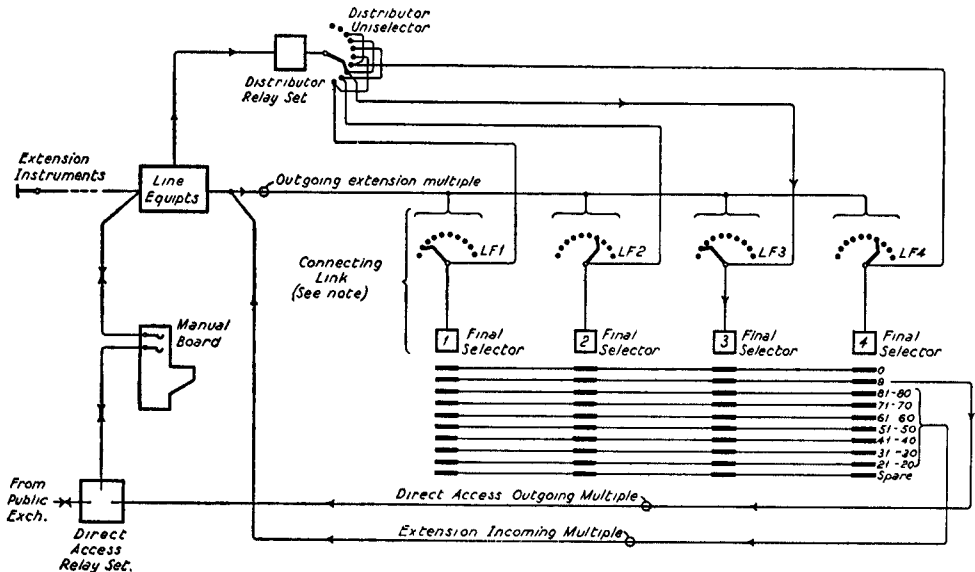 Distributor
Uniselector
Distributor
Relay Set
Extension
Instruments
Line
Equipts
Outgoing extension multiple
LF1
LF2
LF3
LF4
Connecting
Link
(See note)
Manual
Board
1
Final
Selector
2
Final
Selector
3
Final
Selector
4
Final
Selector
0
9
81-80
71-70
61-60
51-50
41-40
31-30
21-20
Spare
From
Public
Exch.
Direct Access Outgoing Multiple
Extension Incoming Multiple
Direct
Access
Relay Set.